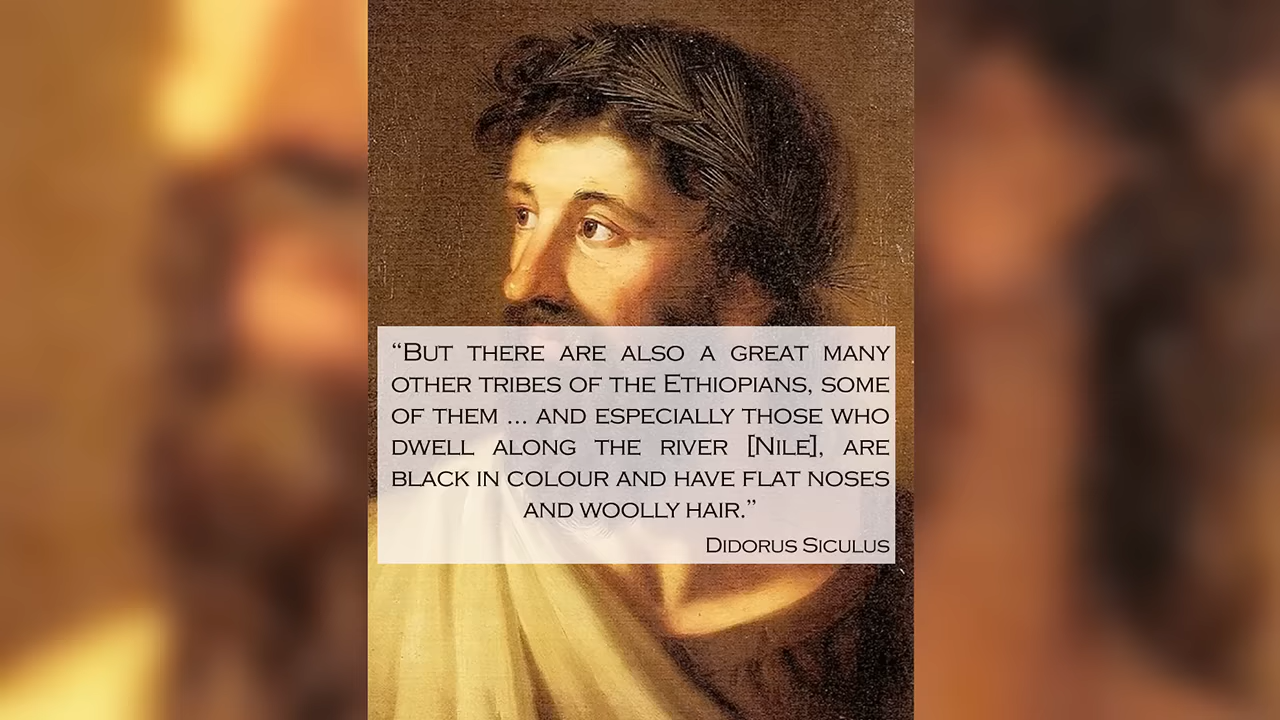 “But there are also a great many
other tribes of the Ethiopians, some
of them ... and especially those who
dwell along the river [Nile], are
black in colour and have flat noses
and woolly hair.”
Didorus Siculus